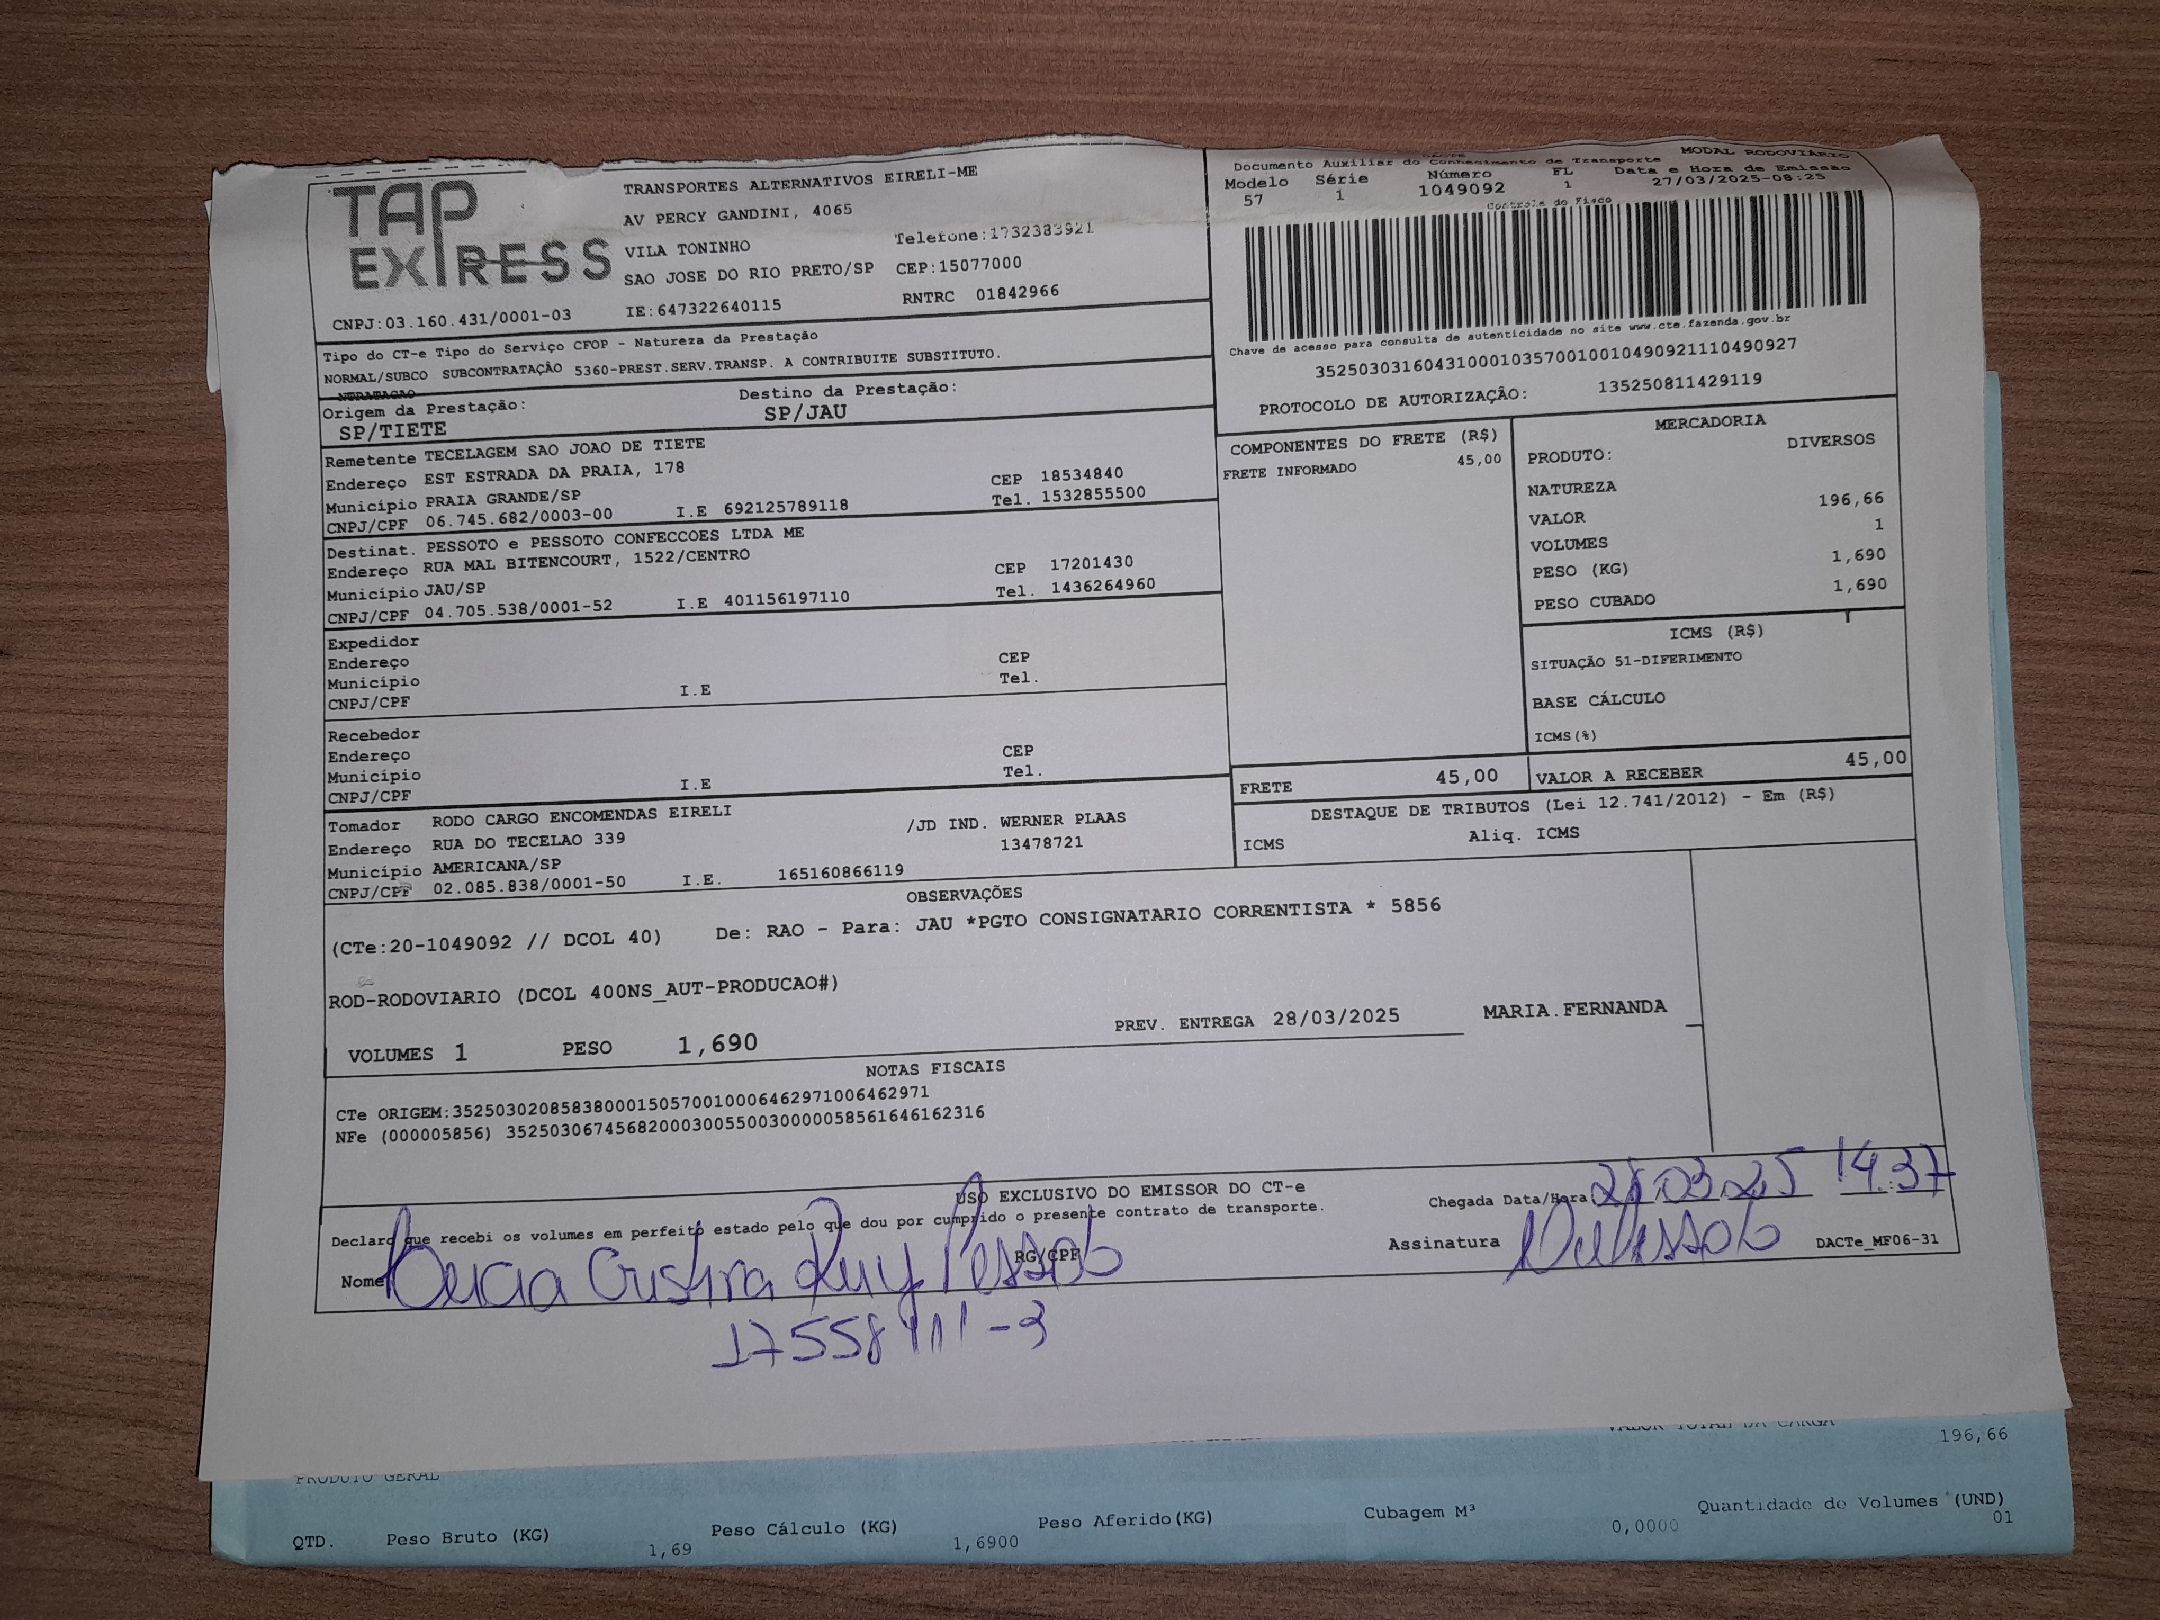 TAP EXPRESS
TRANSPORTES ALTERNATIVOS EIRELI-ME
AV PERCY GANDINI, 4065
VILA TONINHO Telefone:1732383921
SAO JOSE DO RIO PRETO/SP CEP:15077000
CNPJ:03.160.431/0001-03 IE:647322640115 RNTRC 01842966
MODAL RODOVIÁRIO
Documento Auxiliar do Conhecimento de Transporte
Modelo Série Número FL Data e Hora de Emissão
57 1 1049092 1 27/03/2025-08:25
Controle do Fisco
Chave de acesso para consulta de autenticidade no site www.cte.fazenda.gov.br
35250303160431000103570010010490921110490927
PROTOCOLO DE AUTORIZAÇÃO: 135250811429119
Tipo do CT-e Tipo do Serviço CFOP - Natureza da Prestação
NORMAL/SUBCO SUBCONTRATAÇÃO 5360-PREST.SERV.TRANSP. A CONTRIBUITE SUBSTITUTO.
NTRATAÇÃO
Origem da Prestação: Destino da Prestação:
SP/TIETE SP/JAU
Remetente TECELAGEM SAO JOAO DE TIETE
Endereço EST ESTRADA DA PRAIA, 178 CEP 18534840
Município PRAIA GRANDE/SP Tel. 1532855500
CNPJ/CPF 06.745.682/0003-00 I.E 692125789118
Destinat. PESSOTO e PESSOTO CONFECCOES LTDA ME
Endereço RUA MAL BITENCOURT, 1522/CENTRO CEP 17201430
Município JAU/SP Tel. 1436264960
CNPJ/CPF 04.705.538/0001-52 I.E 401156197110
Expedidor
Endereço CEP
Município Tel.
CNPJ/CPF I.E
Recebedor
Endereço CEP
Município Tel.
CNPJ/CPF I.E
Tomador RODO CARGO ENCOMENDAS EIRELI /JD IND. WERNER PLAAS
Endereço RUA DO TECELAO 339 13478721
Município AMERICANA/SP
CNPJ/CPF 02.085.838/0001-50 I.E. 165160866119
COMPONENTES DO FRETE (R$)
FRETE INFORMADO 45,00
MERCADORIA
PRODUTO: DIVERSOS
NATUREZA
VALOR 196,66
VOLUMES 1
PESO (KG) 1,690
PESO CUBADO 1,690
ICMS (R$)
SITUAÇÃO 51-DIFERIMENTO
BASE CÁLCULO
ICMS(%)
FRETE 45,00 VALOR A RECEBER 45,00
DESTAQUE DE TRIBUTOS (Lei 12.741/2012) - Em (R$)
ICMS Aliq. ICMS
OBSERVAÇÕES
(CTe:20-1049092 // DCOL 40) De: RAO - Para: JAU *PGTO CONSIGNATARIO CORRENTISTA * 5856
ROD-RODOVIARIO (DCOL 400NS_AUT-PRODUCAO#)
VOLUMES 1 PESO 1,690 PREV. ENTREGA 28/03/2025 MARIA.FERNANDA
NOTAS FISCAIS
CTe ORIGEM:35250302085838000150570010006462971006462971
NFe (000005856) 35250306745682000300550030000058561646162316
USO EXCLUSIVO DO EMISSOR DO CT-e
Declaro que recebi os volumes em perfeito estado pelo que dou por cumprido o presente contrato de transporte.
Chegada Data/Hora 28.03.25 14:37
Nome Cristina Ruy Pessoto RG/CPF
Assinatura DACTe_MF06-31
VALOR TOTAL DA CARGA
PRODUTO GERAL 196,66
QTD. Peso Bruto (KG) Peso Cálculo (KG) Peso Aferido(KG) Cubagem M³ Quantidade de Volumes (UND)
1,69 1,6900 0,0000 01